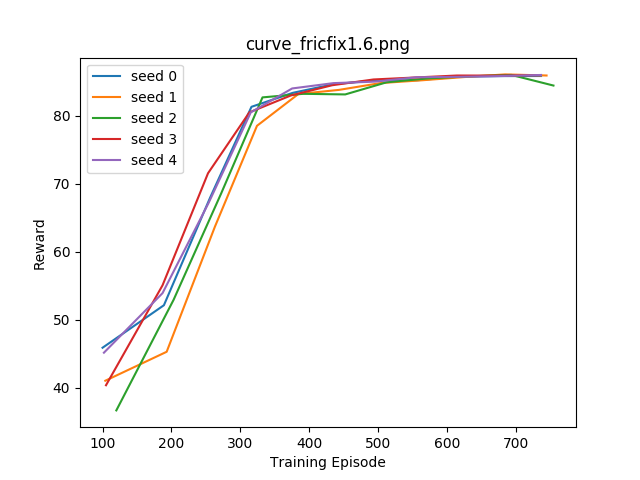 curve_fricfix1.6.png
seed 0
seed 1
seed 2
seed 3
seed 4
Reward
80
70
60
50
40
100 200 300 400 500 600 700
Training Episode